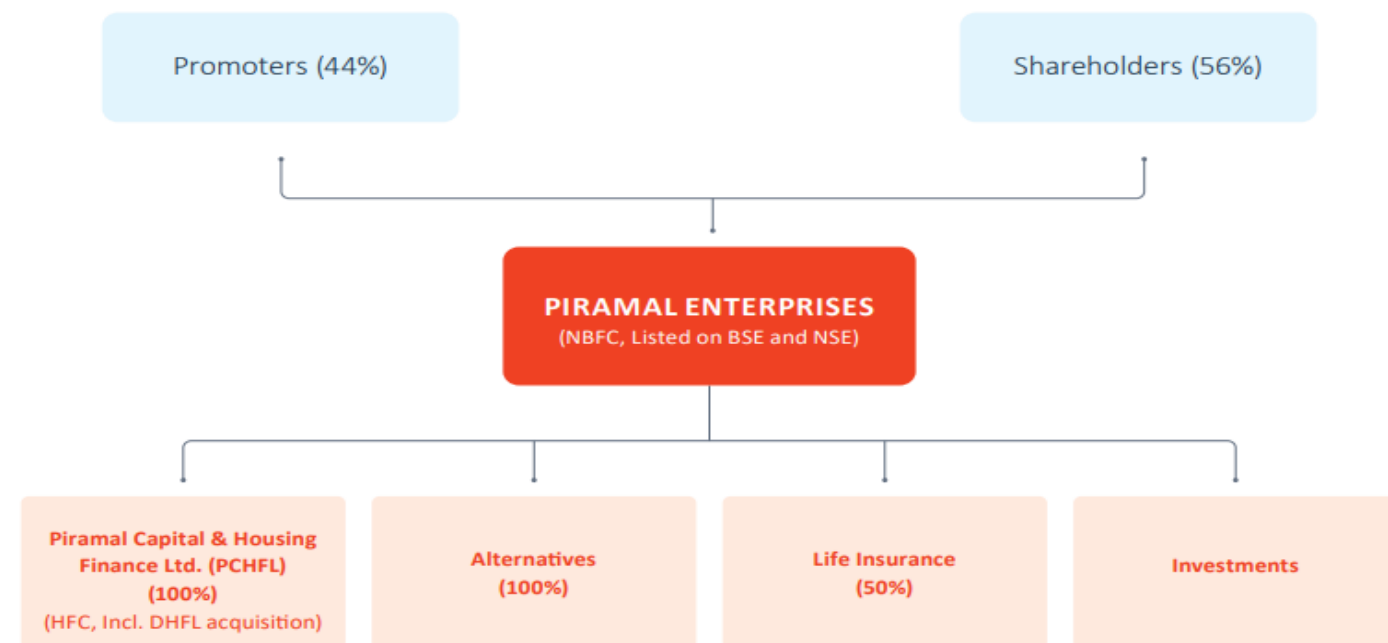 Promoters (44%)
Shareholders (56%)
PIRAMAL ENTERPRISES
(NBFC, Listed on BSE and NSE)
Piramal Capital & Housing
Finance Ltd. (PCHFL)
(100%)
(HFC, Incl. DHFL acquisition)
Alternatives
(100%)
Life Insurance
(50%)
Investments